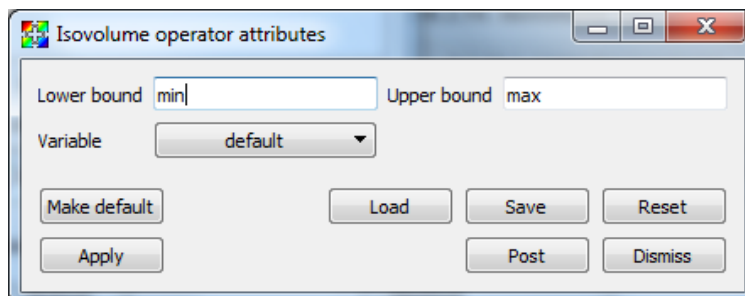 Isovolume operator attributes
Lower bound min Upper bound max
Variable default
Make default Load Save Reset
Apply Post Dismiss